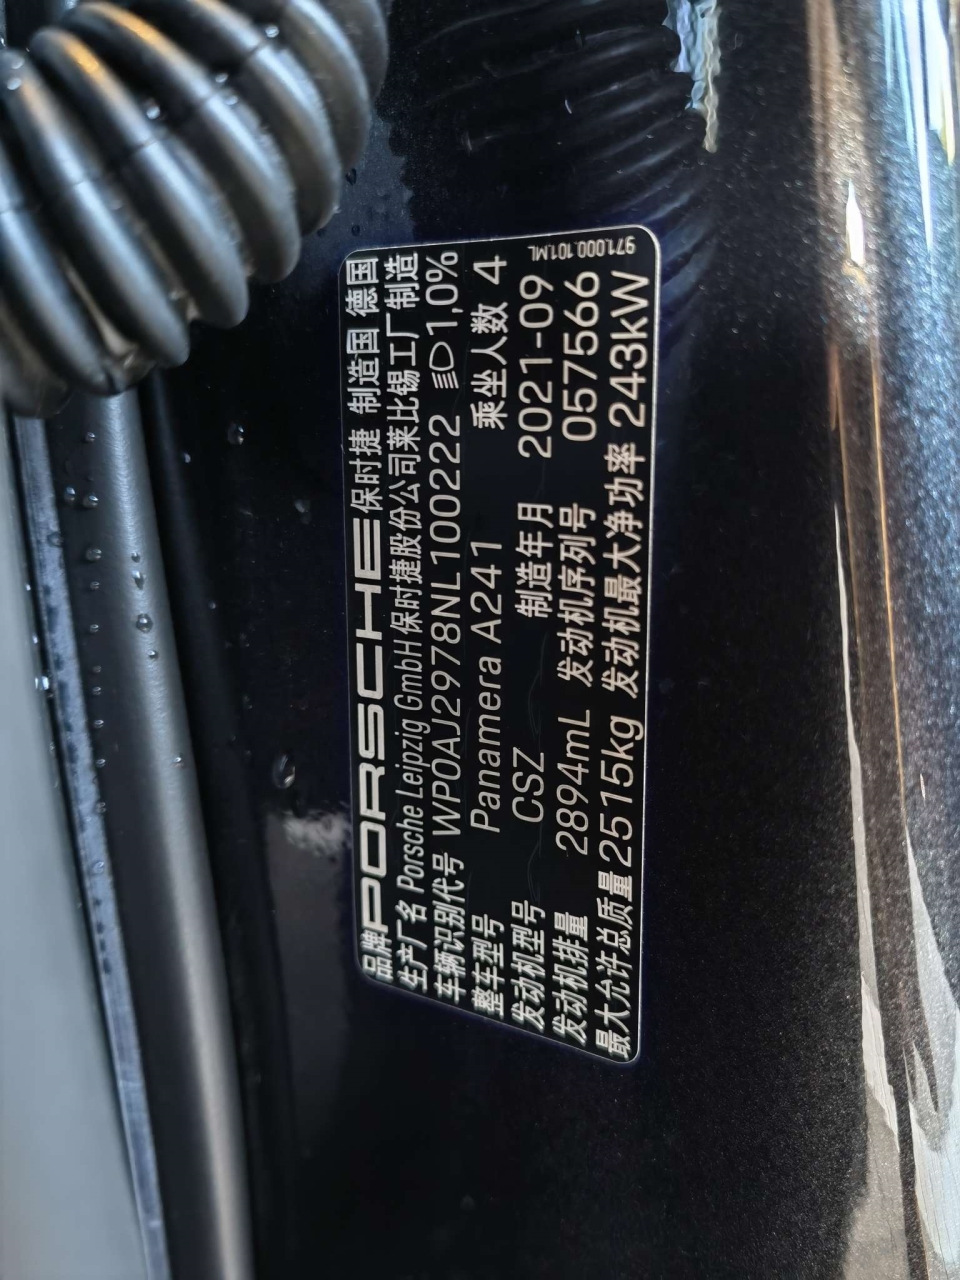 品牌 PORSCHE 保时捷 制造国 德国
生产厂名 Porsche Leipzig GmbH 保时捷股份公司莱比锡工厂 制造
车辆识别代号 WP0AJ2978NL100222 1,0%
整车型号 Panamera A241 乘坐人数 4
发动机型号 CSZ 制造年月 2021-09
发动机排量 2894mL 发动机序列号 057566
最大允许总质量 2515kg 发动机最大净功率 243kW
971.000.101.ML